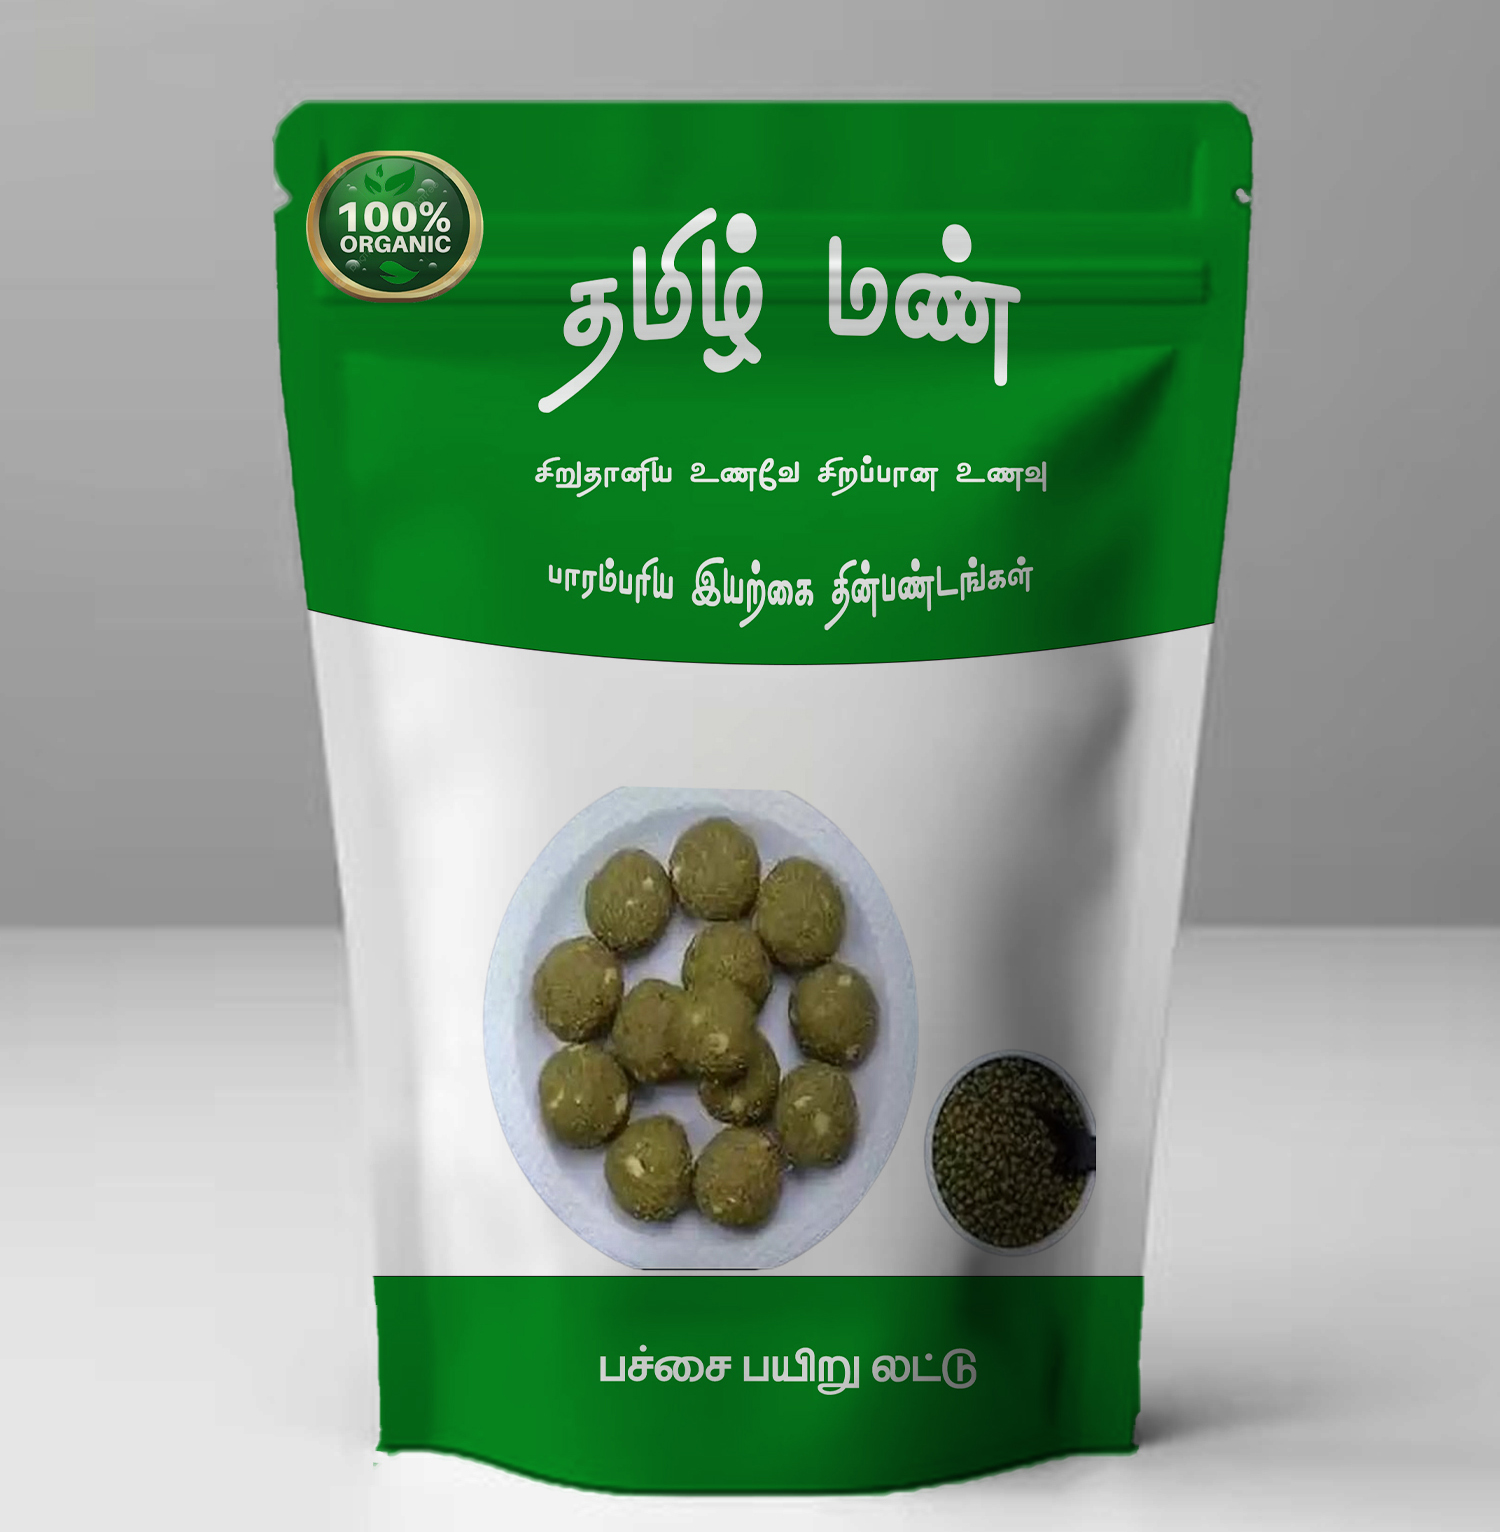 100%
ORGANIC
தமிழ் மண்
சிறுதானிய உணவே சிறப்பான உணவு
பாரம்பரிய இயற்கை தின்பண்டங்கள்
பச்சை பயிறு லட்டு